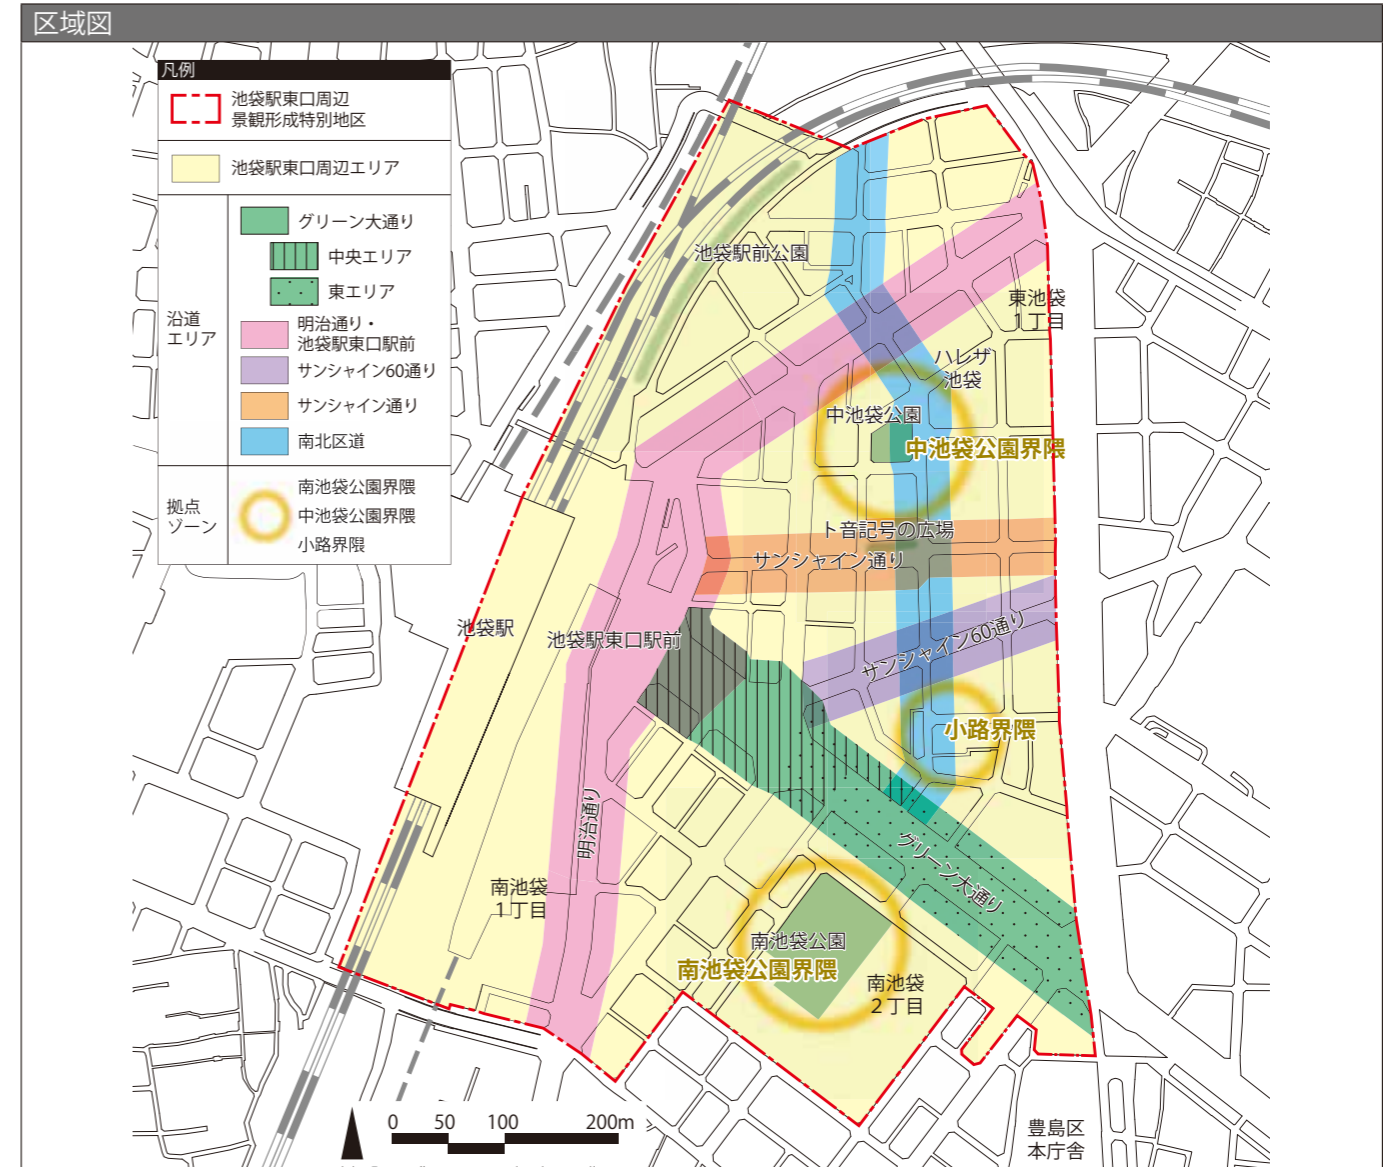 区域図
凡例
池袋駅東口周辺
景観形成特別地区
池袋駅東口周辺エリア
沿道
エリア
グリーン大通り
中央エリア
東エリア
明治通り・
池袋駅東口駅前
サンシャイン60通り
サンシャイン通り
南北区道
拠点
ゾーン
南池袋公園界隈
中池袋公園界隈
小路界隈
池袋駅前公園
東池袋
1丁目
ハレザ
池袋
中池袋公園
中池袋公園界隈
ト音記号の広場
サンシャイン通り
池袋駅
池袋駅東口駅前
サンシャイン60通り
小路界隈
明治通り
グリーン大通り
南池袋
1丁目
南池袋公園
南池袋公園界隈
南池袋
2丁目
0 50 100 200m
豊島区
本庁舎